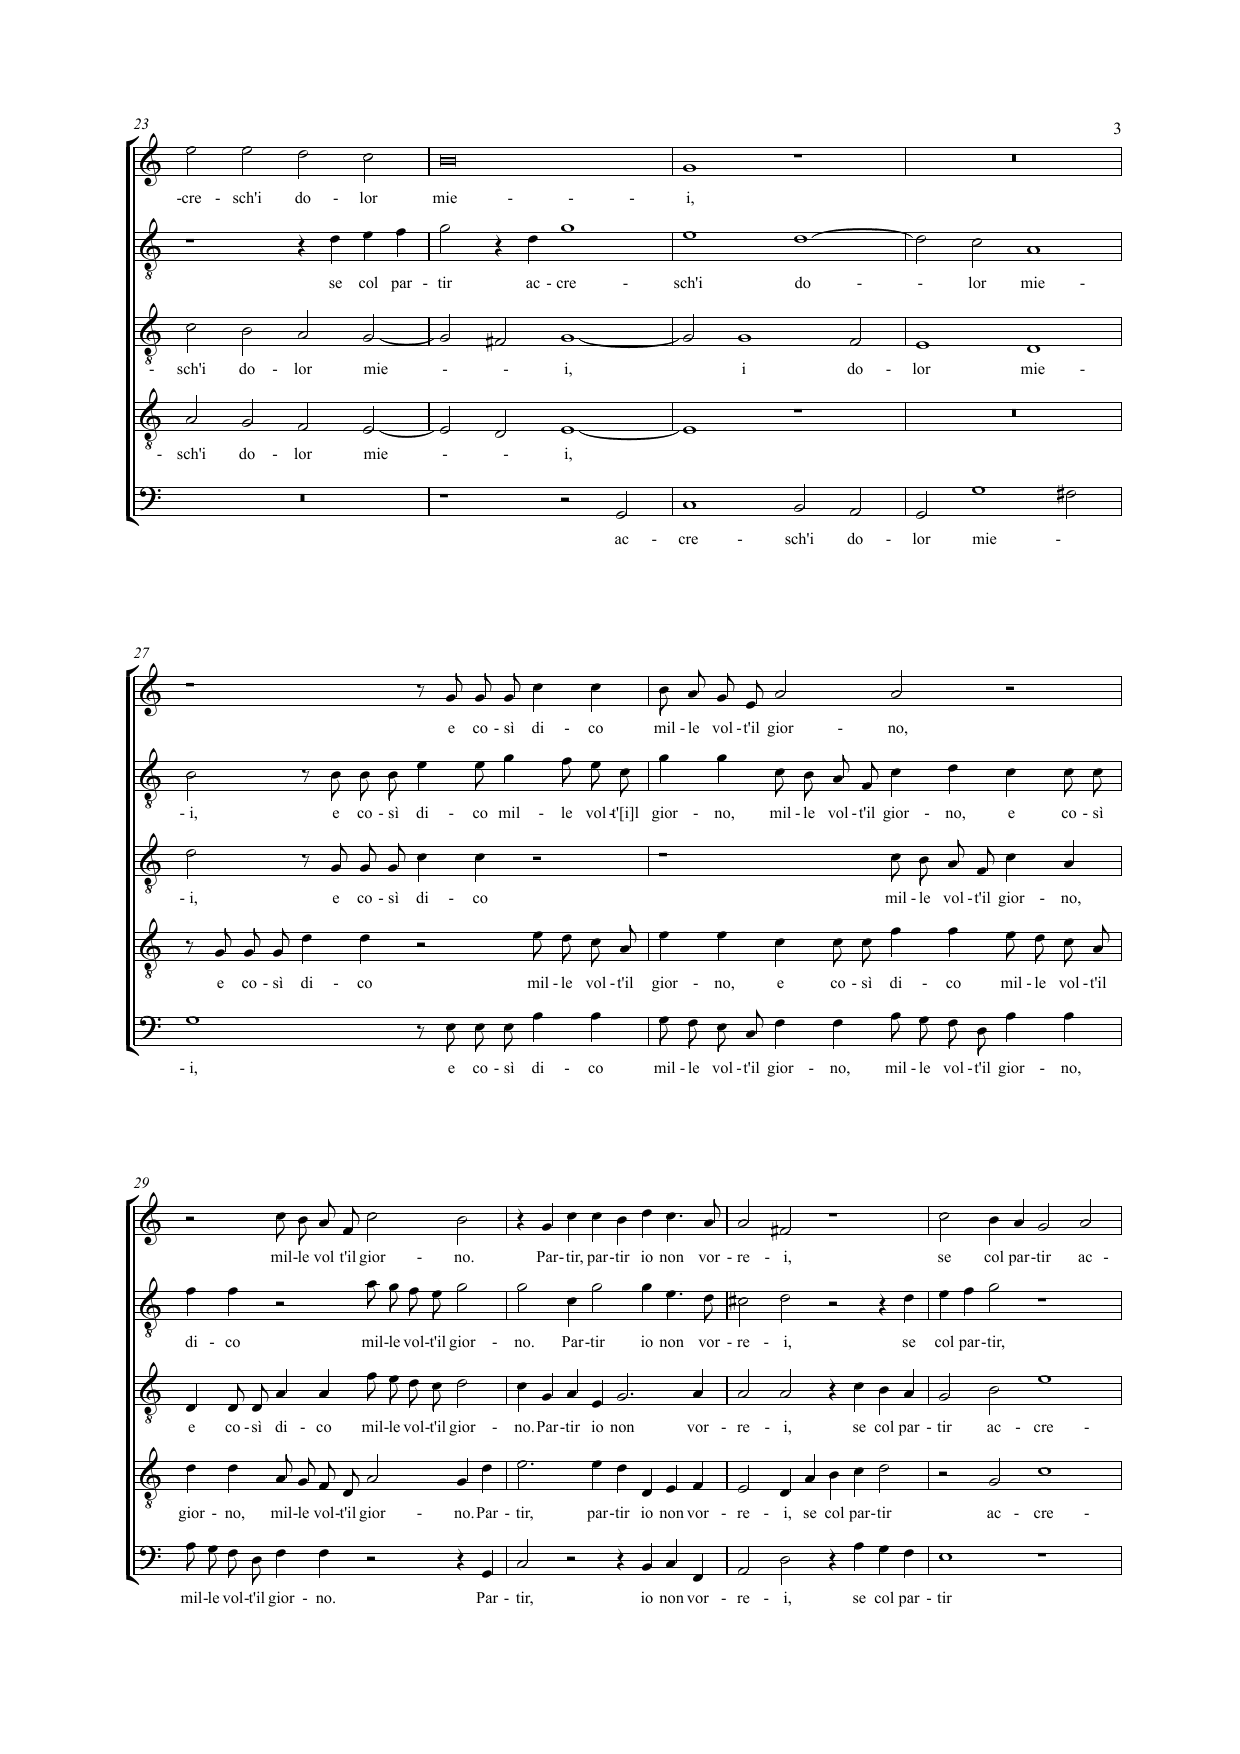 23
3
-cre - sch'i do - lor mie - - - i,
se col par - tir ac - cre - sch'i do - - lor mie -
- sch'i do - lor mie - - i, i do - lor mie -
- sch'i do - lor mie - - i,
ac - cre - sch'i do - lor mie -
27
e co - sì di - co mil - le vol - t'il gior - no,
- i, e co - sì di - co mil - le vol - t'[i]l gior - no, mil - le vol - t'il gior - no, e co - sì
- i, e co - sì di - co mil - le vol - t'il gior - no,
e co - sì di - co mil - le vol - t'il gior - no, e co - sì di - co mil - le vol - t'il
- i, e co - sì di - co mil - le vol - t'il gior - no, mil - le vol - t'il gior - no,
29
mil-le vol t'il gior - no. Par-tir, par-tir io non vor-re - i, se col par-tir ac -
di - co mil-le vol-t'il gior - no. Par-tir io non vor - re - i, se col par-tir,
e co-sì di - co mil-le vol-t'il gior - no. Par-tir io non vor - re - i, se col par - tir ac - cre -
gior - no, mil-le vol-t'il gior - no. Par - tir, par-tir io non vor - re - i, se col par-tir ac - cre -
mil-le vol-t'il gior - no. Par - tir, io non vor - re - i, se col par - tir